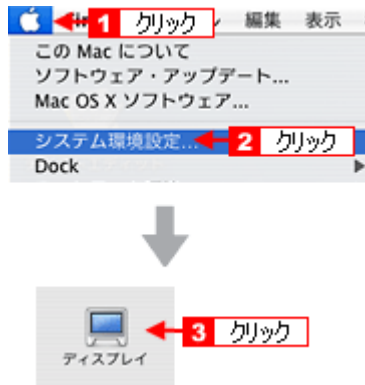 1 クリック 編集 表示
この Mac について
ソフトウェア・アップデート...
Mac OS X ソフトウェア...
システム環境設定... 2 クリック
Dock
3 クリック
ディスプレイ